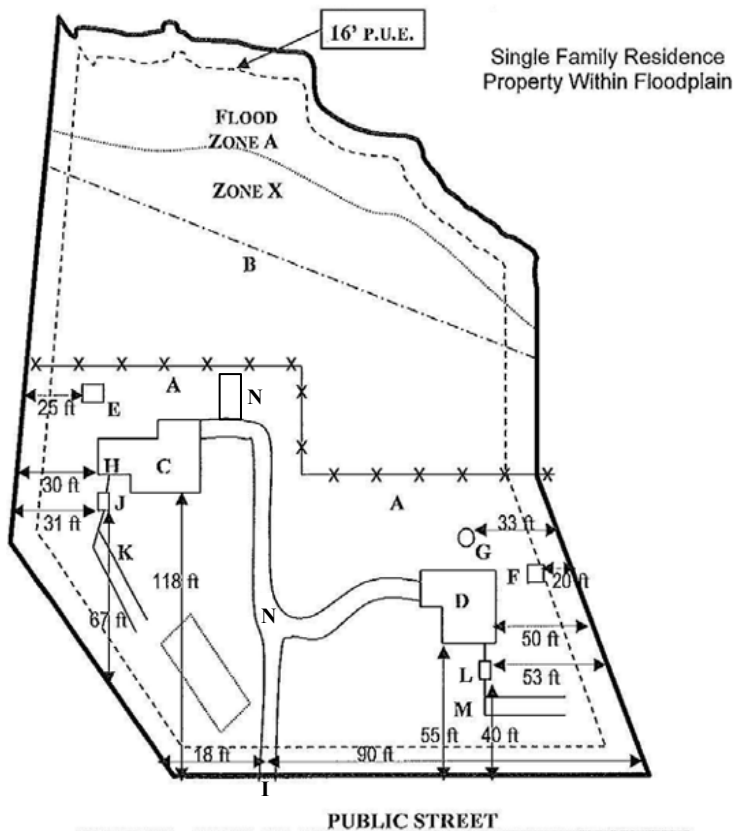 16' P.U.E.
Single Family Residence
Property Within Floodplain
FLOOD
ZONE A
ZONE X
B
A
N
25 ft
E
H
C
30 ft
A
J
31 ft
33 ft
G
K
118 ft
F
20 ft
D
N
67 ft
50 ft
L
53 ft
M
55 ft
40 ft
18 ft
90 ft
I
PUBLIC STREET